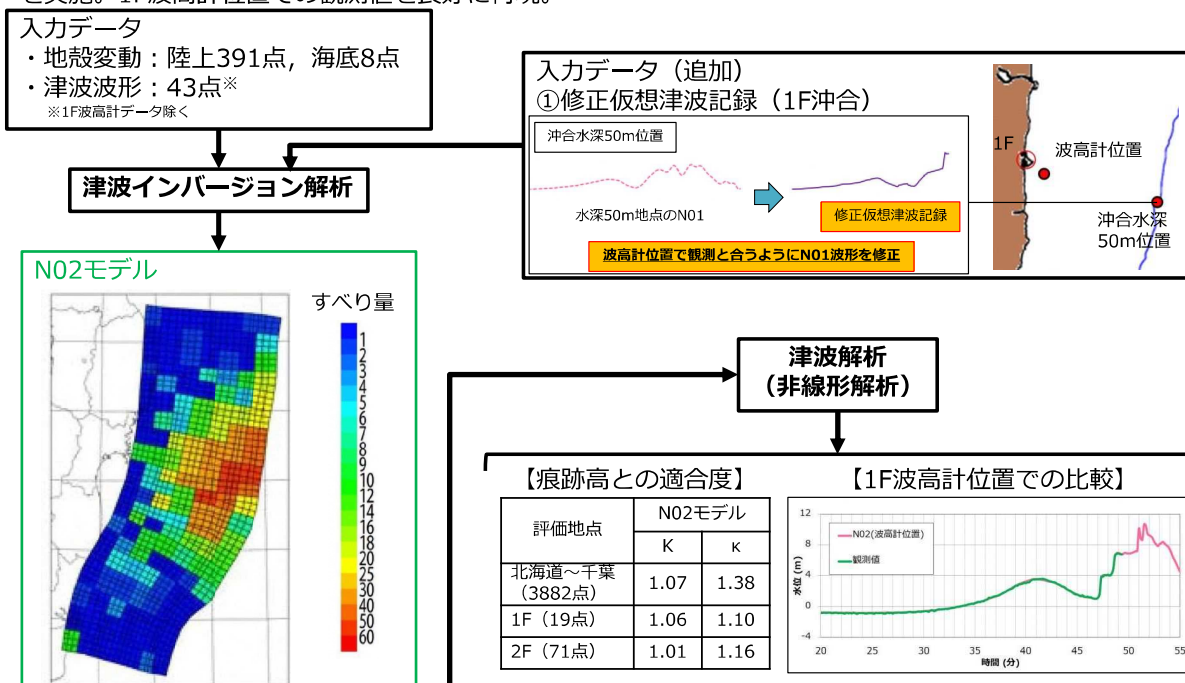 入力データ
・地殻変動：陸上391点，海底8点
・津波波形：43点※
※1F波高計データ除く
津波インバージョン解析
入力データ（追加）
①修正仮想津波記録（1F沖合）
沖合水深50m位置
水深50m地点のN01
修正仮想津波記録
波高計位置で観測と合うようにN01波形を修正
1F
波高計位置
沖合水深
50m位置
N02モデル
すべり量
1
2
3
4
5
6
7
8
9
10
12
14
16
18
20
25
30
40
50
60
津波解析
（非線形解析）
【痕跡高との適合度】
評価地点
N02モデル
K
κ
北海道～千葉
（3882点）
1.07
1.38
1F（19点）
1.06
1.10
2F（71点）
1.01
1.16
【1F波高計位置での比較】
12
8
4
0
-4
水位 (m)
N02(波高計位置)
観測値
20 25 30 35 40 45 50 55
時間 (分)